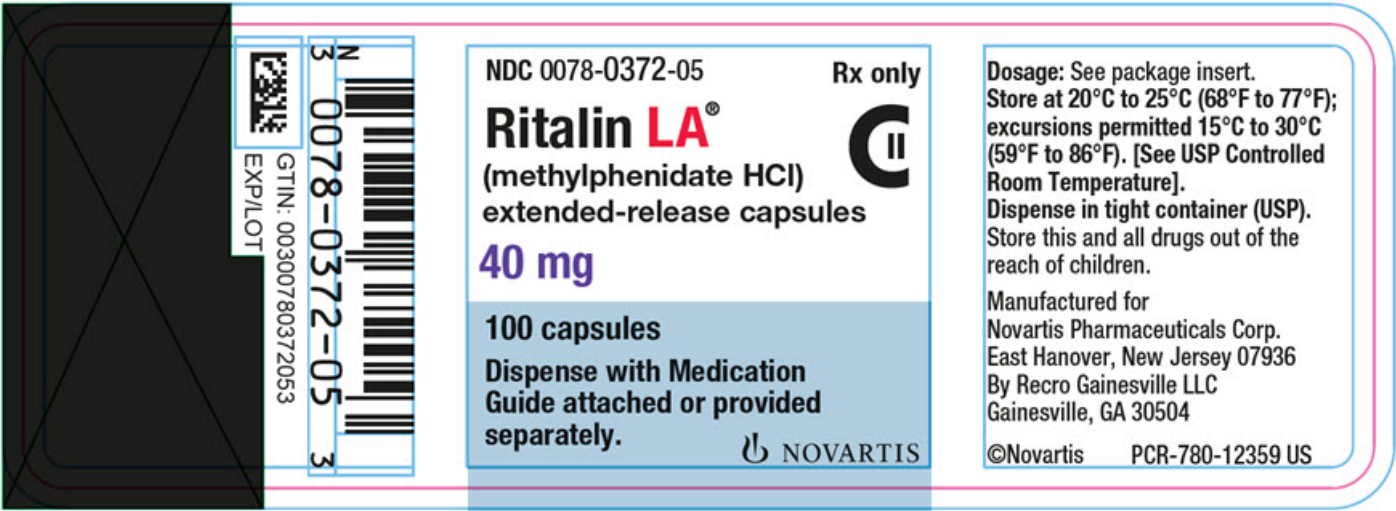 GTIN: 00300780372053
EXP/LOT
N
3 0078-0372-05 3
NDC 0078-0372-05
Rx only
Ritalin LA®
CII
(methylphenidate HCl)
extended-release capsules
40 mg
100 capsules
Dispense with Medication
Guide attached or provided
separately.
NOVARTIS
Dosage: See package insert.
Store at 20°C to 25°C (68°F to 77°F);
excursions permitted 15°C to 30°C
(59°F to 86°F). [See USP Controlled
Room Temperature].
Dispense in tight container (USP).
Store this and all drugs out of the
reach of children.
Manufactured for
Novartis Pharmaceuticals Corp.
East Hanover, New Jersey 07936
By Recro Gainesville LLC
Gainesville, GA 30504
©Novartis PCR-780-12359 US